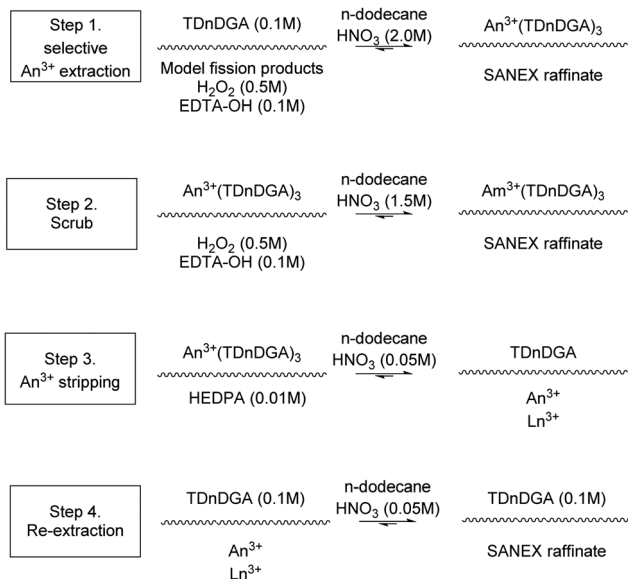 Step 1.
selective
An³⁺ extraction
TDnDGA (0.1M)
Model fission products
H₂O₂ (0.5M)
EDTA-OH (0.1M)
n-dodecane
HNO₃ (2.0M)
An³⁺(TDnDGA)₃
SANEX raffinate
Step 2.
Scrub
An³⁺(TDnDGA)₃
H₂O₂ (0.5M)
EDTA-OH (0.1M)
n-dodecane
HNO₃ (1.5M)
Am³⁺(TDnDGA)₃
SANEX raffinate
Step 3.
An³⁺ stripping
An³⁺(TDnDGA)₃
HEDPA (0.01M)
n-dodecane
HNO₃ (0.05M)
TDnDGA
An³⁺
Ln³⁺
Step 4.
Re-extraction
TDnDGA (0.1M)
An³⁺
Ln³⁺
n-dodecane
HNO₃ (0.05M)
TDnDGA (0.1M)
SANEX raffinate